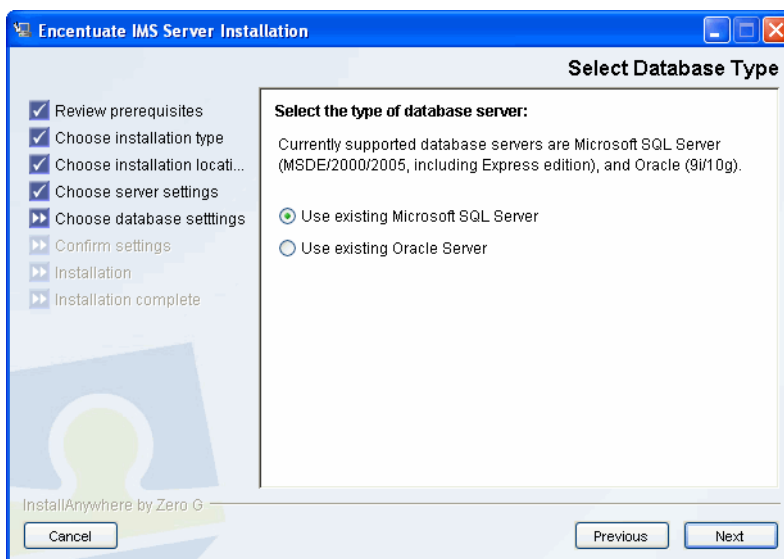 Encentuate IMS Server Installation
Select Database Type
Review prerequisites
Choose installation type
Choose installation locati...
Choose server settings
Choose database setttings
Confirm settings
Installation
Installation complete
Select the type of database server:
Currently supported database servers are Microsoft SQL Server
(MSDE/2000/2005, including Express edition), and Oracle (9i/10g).
Use existing Microsoft SQL Server
Use existing Oracle Server
InstallAnywhere by Zero G
Cancel
Previous
Next